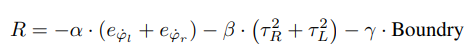 R = −α · (e_{φ̇_l} + e_{φ̇_r}) − β · (τ_R^2 + τ_L^2) − γ · Boundry